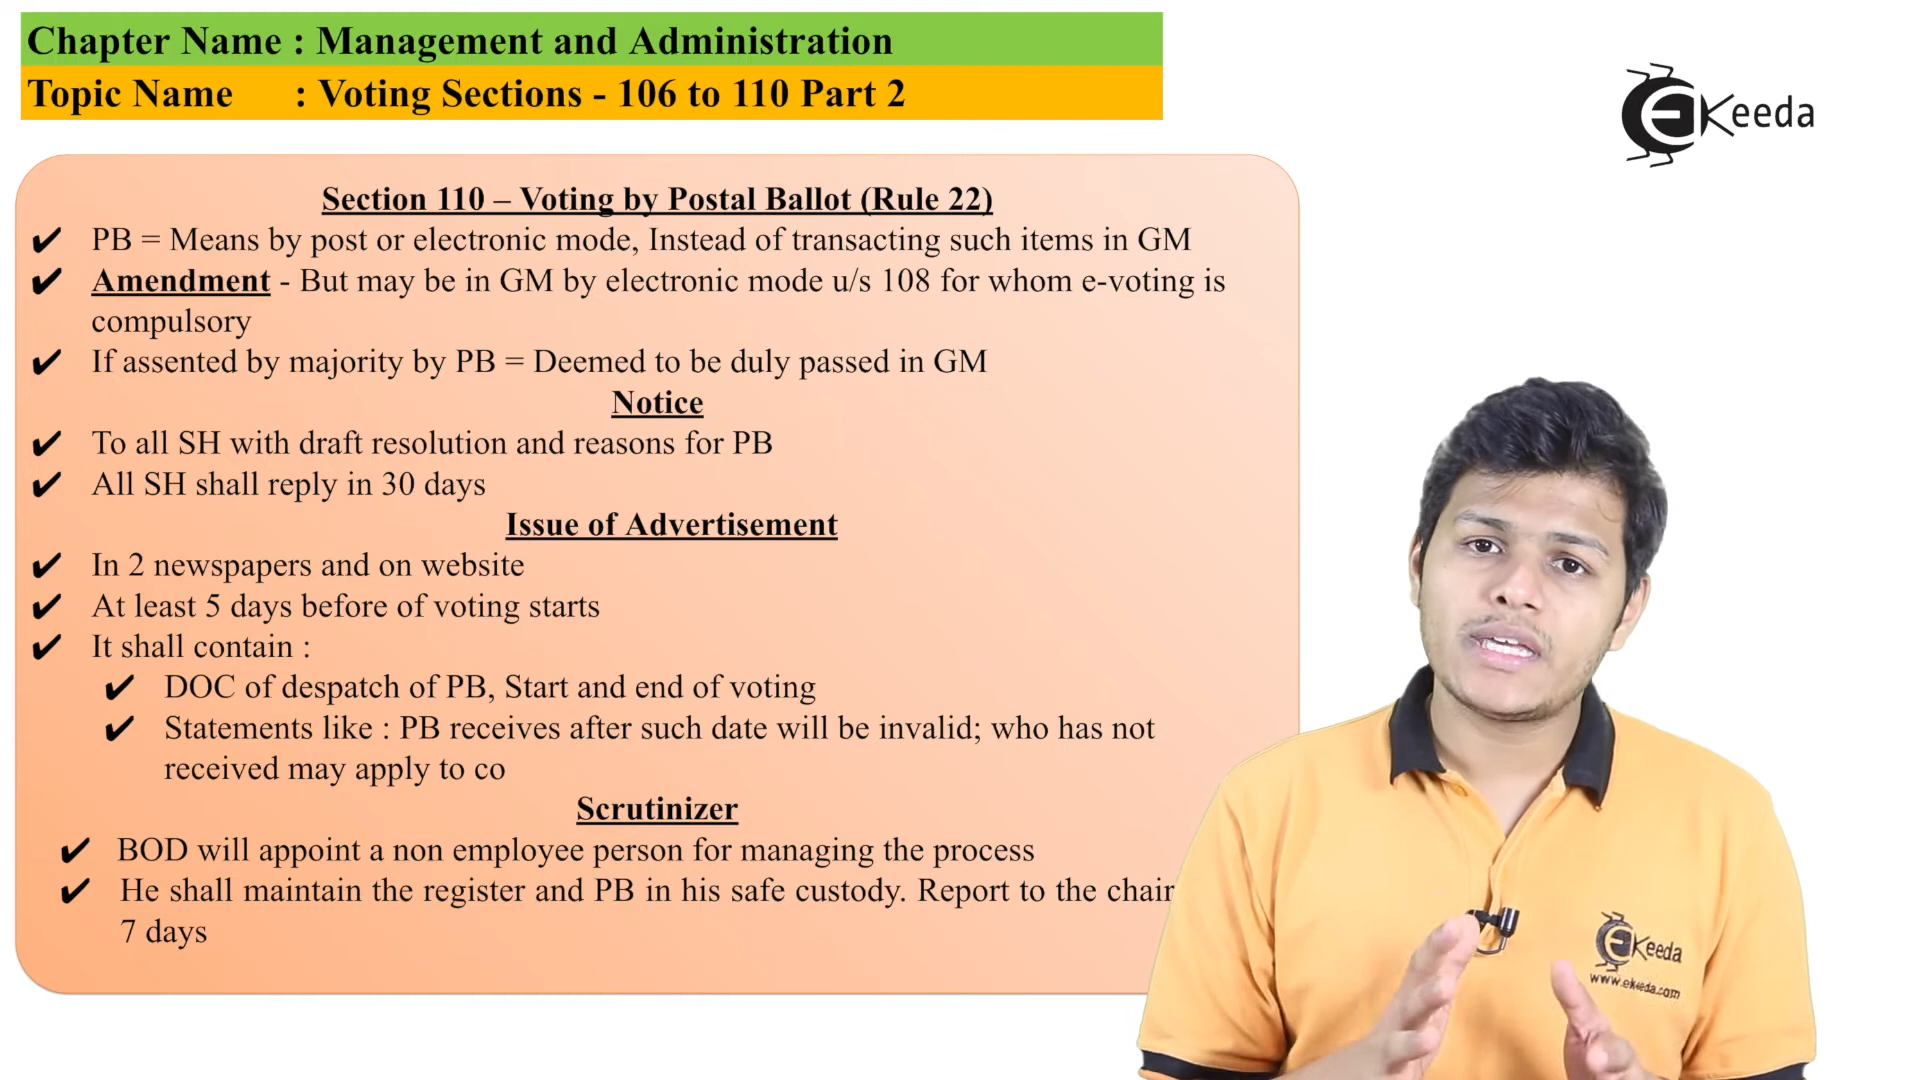 Chapter Name : Management and Administration
Topic Name : Voting Sections - 106 to 110 Part 2
EKeeda
Section 110 – Voting by Postal Ballot (Rule 22)
✔ PB = Means by post or electronic mode, Instead of transacting such items in GM
✔ Amendment - But may be in GM by electronic mode u/s 108 for whom e-voting is
compulsory
✔ If assented by majority by PB = Deemed to be duly passed in GM
Notice
✔ To all SH with draft resolution and reasons for PB
✔ All SH shall reply in 30 days
Issue of Advertisement
✔ In 2 newspapers and on website
✔ At least 5 days before of voting starts
✔ It shall contain :
✔ DOC of despatch of PB, Start and end of voting
✔ Statements like : PB receives after such date will be invalid; who has not
received may apply to co
Scrutinizer
✔ BOD will appoint a non employee person for managing the process
✔ He shall maintain the register and PB in his safe custody. Report to the chair
7 days
EKeeda
www.ekeeda.com